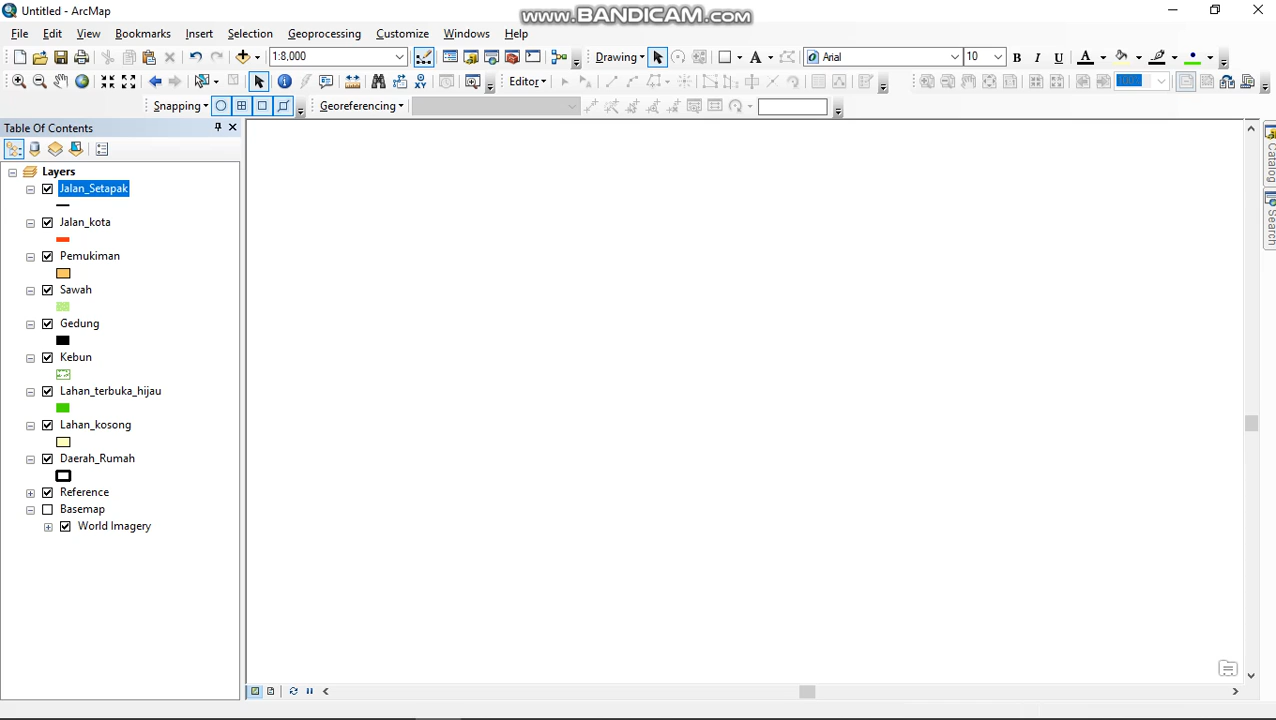 Untitled - ArcMap
www.BANDICAM.com
File Edit View Bookmarks Insert Selection Geoprocessing Customize Windows Help
1:8,000 Drawing Arial 10 B I U A
Editor 100%
Snapping Georeferencing
Table Of Contents
Layers
Jalan_Setapak
Jalan_kota
Pemukiman
Sawah
Gedung
Kebun
Lahan_terbuka_hijau
Lahan_kosong
Daerah_Rumah
Reference
Basemap
World Imagery
Catalog
Search